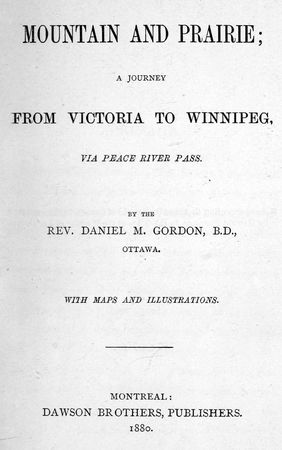 MOUNTAIN AND PRAIRIE;
A JOURNEY
FROM VICTORIA TO WINNIPEG,
VIA PEACE RIVER PASS.
BY THE
REV. DANIEL M. GORDON, B.D.,
OTTAWA.
WITH MAPS AND ILLUSTRATIONS.
MONTREAL:
DAWSON BROTHERS, PUBLISHERS.
1880.